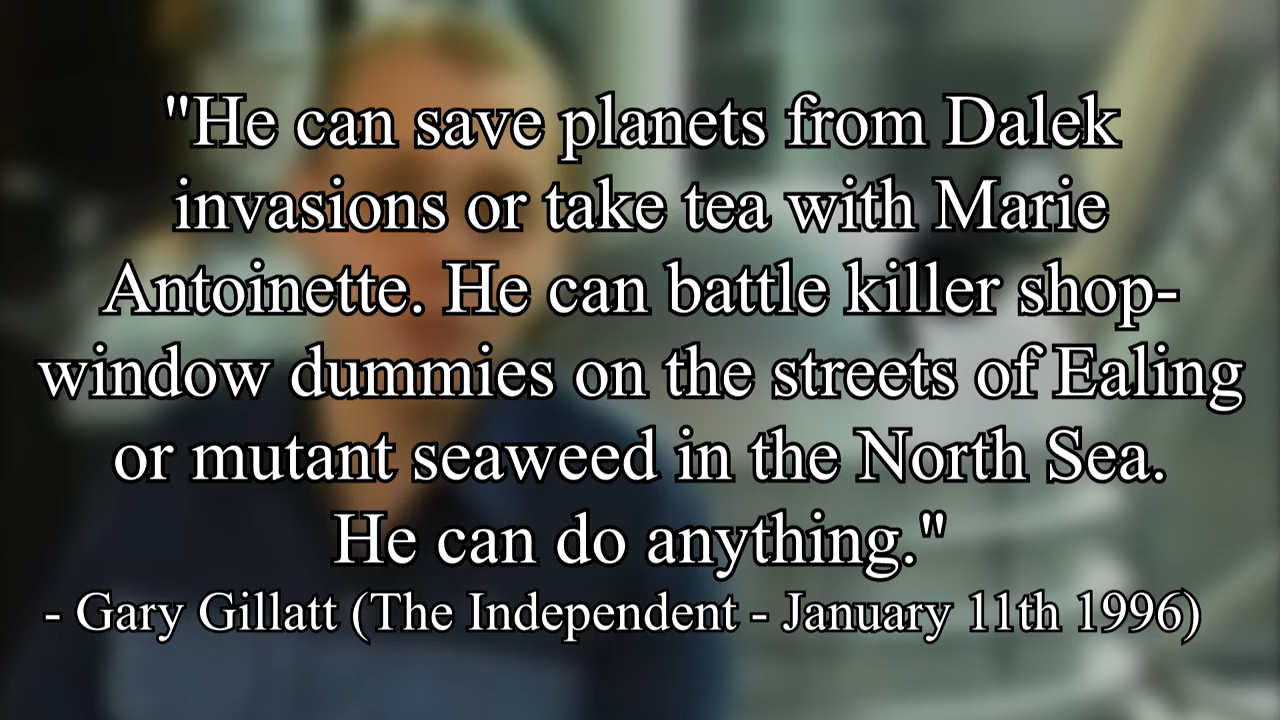 "He can save planets from Dalek
invasions or take tea with Marie
Antoinette. He can battle killer shop-
window dummies on the streets of Ealing
or mutant seaweed in the North Sea.
He can do anything."
- Gary Gillatt (The Independent - January 11th 1996)